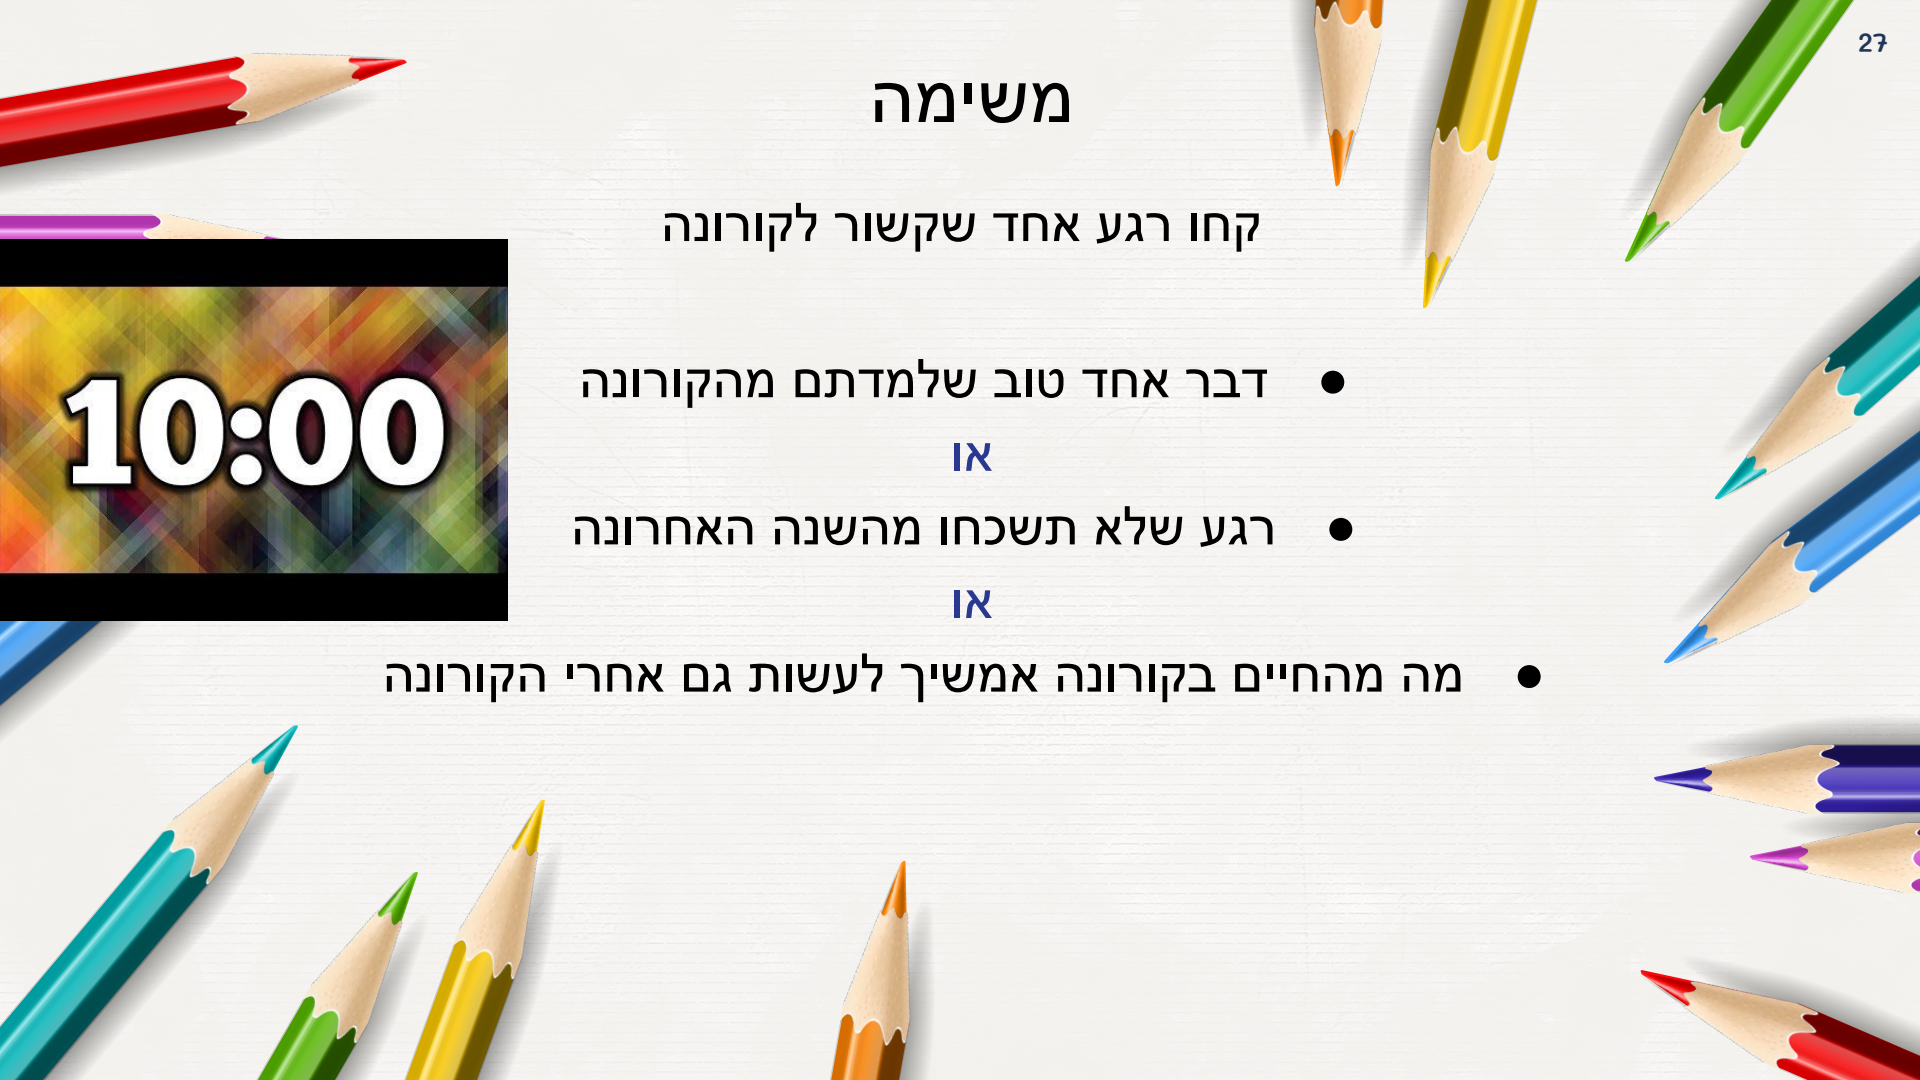 27
משימה
קחו רגע אחד שקשור לקורונה
● דבר אחד טוב שלמדתם מהקורונה
או
● רגע שלא תשכחו מהשנה האחרונה
או
● מה מהחיים בקורונה אמשיך לעשות גם אחרי הקורונה
10:00